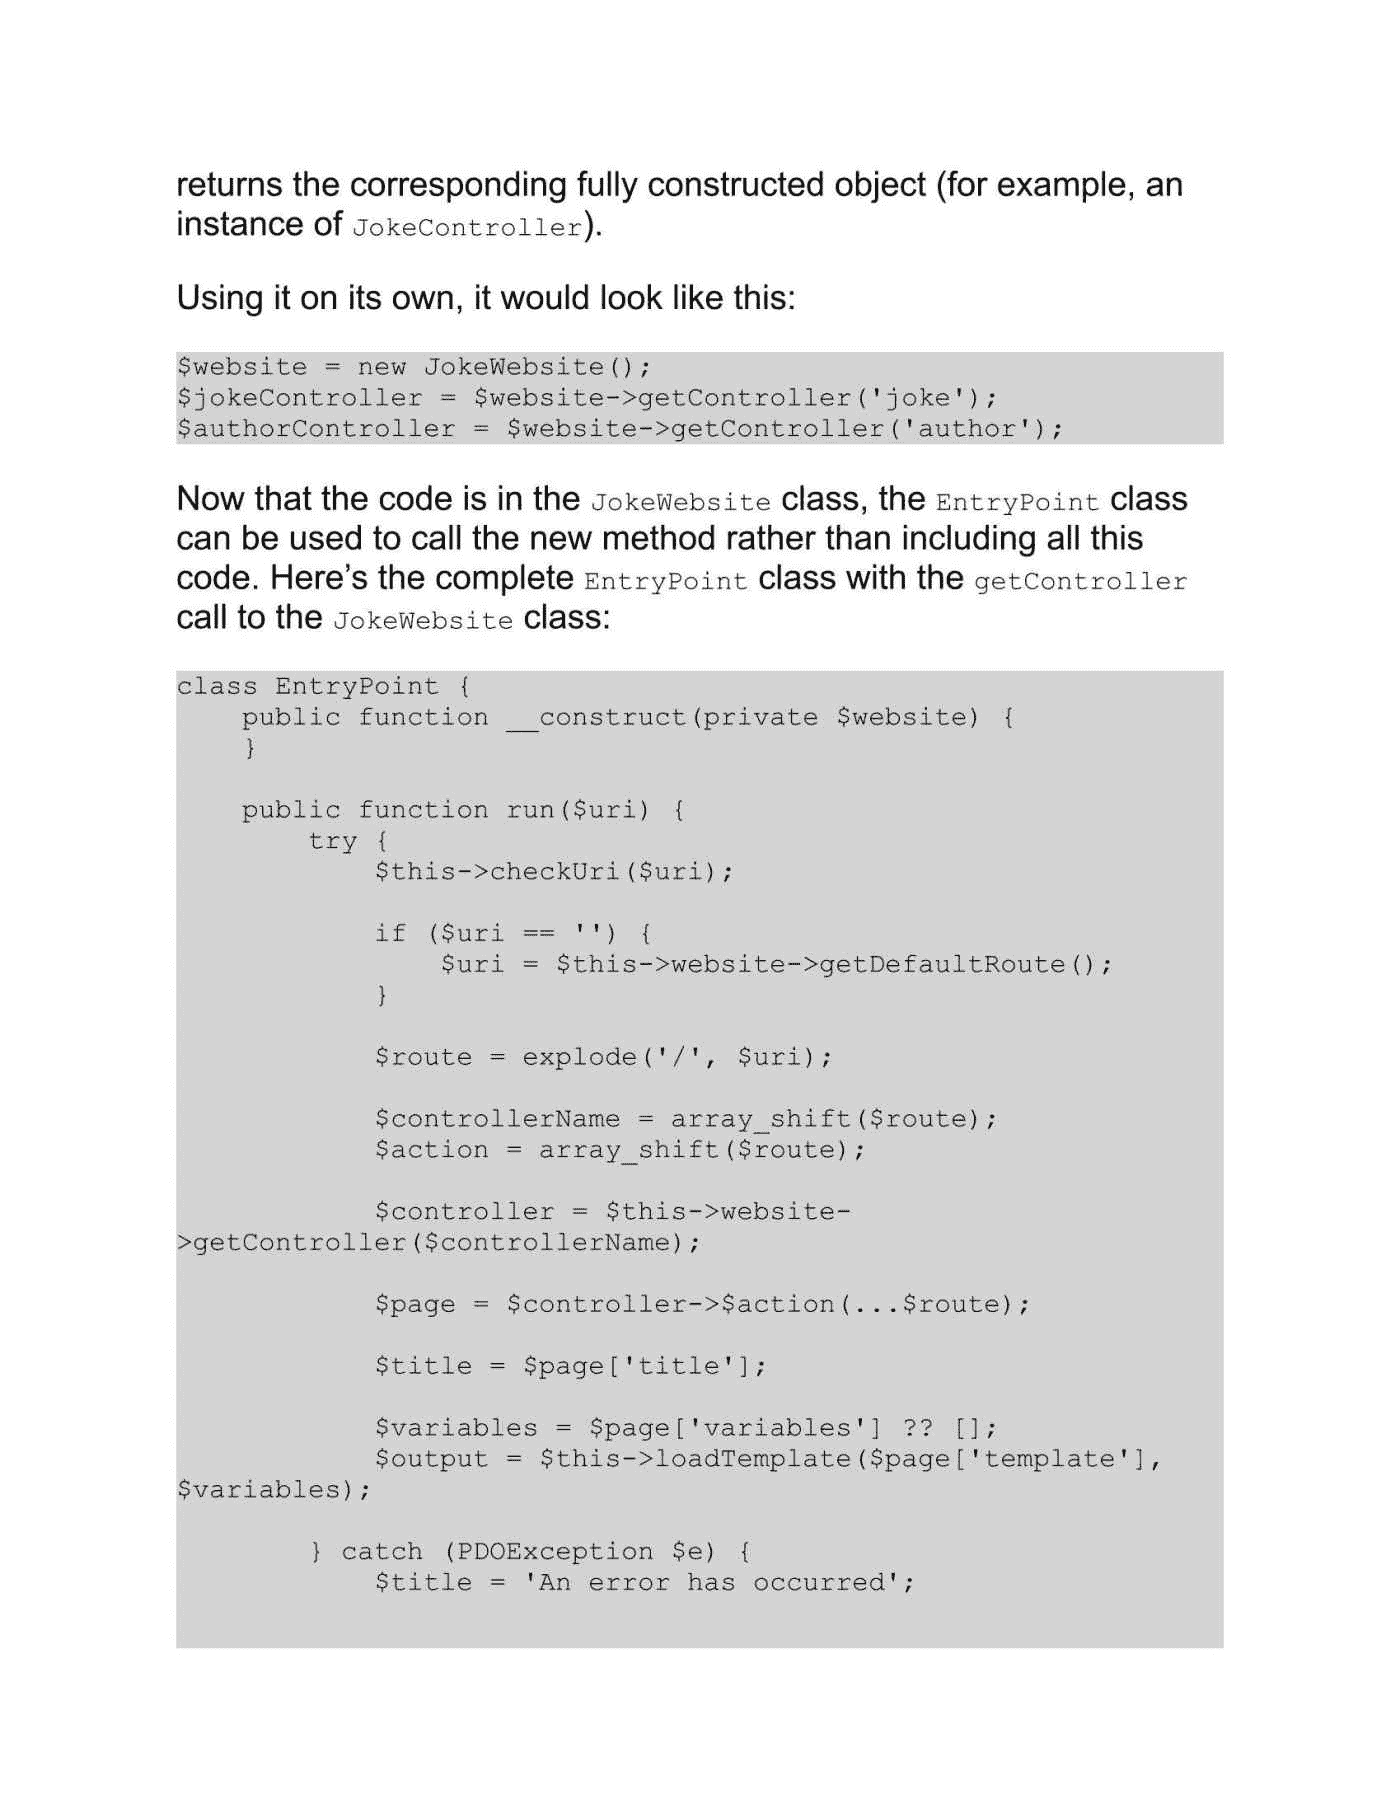 returns the corresponding fully constructed object (for example, an
instance of JokeController).
Using it on its own, it would look like this:
$website = new JokeWebsite();
$jokeController = $website->getController('joke');
$authorController = $website->getController('author');
Now that the code is in the JokeWebsite class, the EntryPoint class
can be used to call the new method rather than including all this
code. Here’s the complete EntryPoint class with the getController
call to the JokeWebsite class:
class EntryPoint {
    public function __construct(private $website) {
    }
    public function run($uri) {
        try {
            $this->checkUri($uri);
            if ($uri == '') {
                $uri = $this->website->getDefaultRoute();
            }
            $route = explode('/', $uri);
            $controllerName = array_shift($route);
            $action = array_shift($route);
            $controller = $this->website-
>getController($controllerName);
            $page = $controller->$action(...$route);
            $title = $page['title'];
            $variables = $page['variables'] ?? [];
            $output = $this->loadTemplate($page['template'],
$variables);
        } catch (PDOException $e) {
            $title = 'An error has occurred';